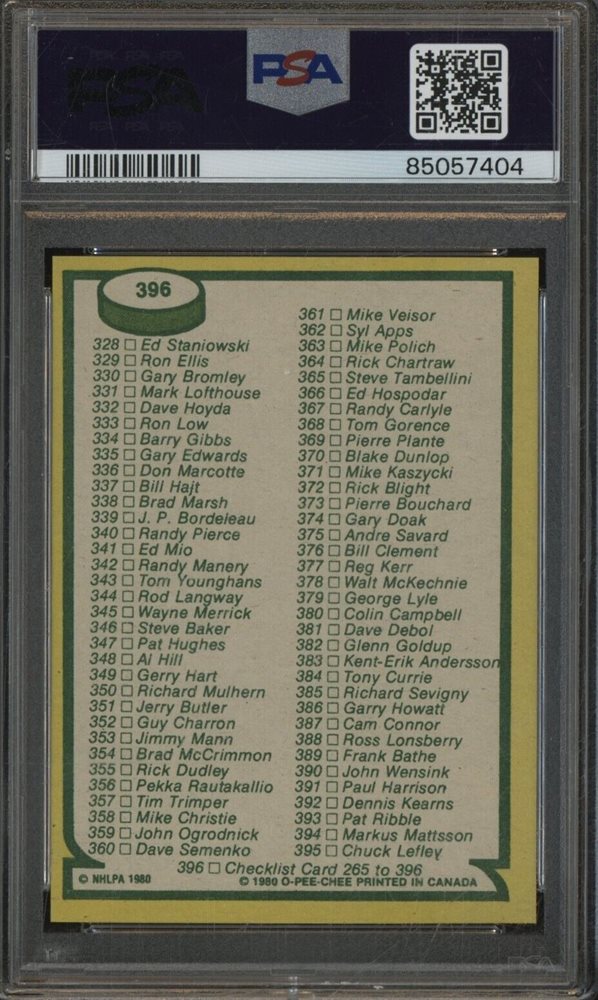 PSA
PSA
85057404
396
328 □ Ed Staniowski
329 □ Ron Ellis
330 □ Gary Bromley
331 □ Mark Lofthouse
332 □ Dave Hoyda
333 □ Ron Low
334 □ Barry Gibbs
335 □ Gary Edwards
336 □ Don Marcotte
337 □ Bill Hajt
338 □ Brad Marsh
339 □ J. P. Bordeleau
340 □ Randy Pierce
341 □ Ed Mio
342 □ Randy Manery
343 □ Tom Younghans
344 □ Rod Langway
345 □ Wayne Merrick
346 □ Steve Baker
347 □ Pat Hughes
348 □ Al Hill
349 □ Gerry Hart
350 □ Richard Mulhern
351 □ Jerry Butler
352 □ Guy Charron
353 □ Jimmy Mann
354 □ Brad McCrimmon
355 □ Rick Dudley
356 □ Pekka Rautakallio
357 □ Tim Trimper
358 □ Mike Christie
359 □ John Ogrodnick
360 □ Dave Semenko
361 □ Mike Veisor
362 □ Syl Apps
363 □ Mike Polich
364 □ Rick Chartraw
365 □ Steve Tambellini
366 □ Ed Hospodar
367 □ Randy Carlyle
368 □ Tom Gorence
369 □ Pierre Plante
370 □ Blake Dunlop
371 □ Mike Kaszycki
372 □ Rick Blight
373 □ Pierre Bouchard
374 □ Gary Doak
375 □ Andre Savard
376 □ Bill Clement
377 □ Reg Kerr
378 □ Walt McKechnie
379 □ George Lyle
380 □ Colin Campbell
381 □ Dave Debol
382 □ Glenn Goldup
383 □ Kent-Erik Andersson
384 □ Tony Currie
385 □ Richard Sevigny
386 □ Garry Howatt
387 □ Cam Connor
388 □ Ross Lonsberry
389 □ Frank Bathe
390 □ John Wensink
391 □ Paul Harrison
392 □ Dennis Kearns
393 □ Pat Ribble
394 □ Markus Mattsson
395 □ Chuck Lefley
396 □ Checklist Card 265 to 396
© NHLPA 1980
© 1980 O-PEE-CHEE PRINTED IN CANADA